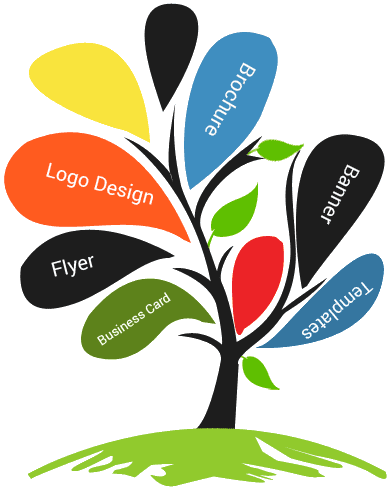 Brochure
Logo Design
Banner
Flyer
Business Card
Templates